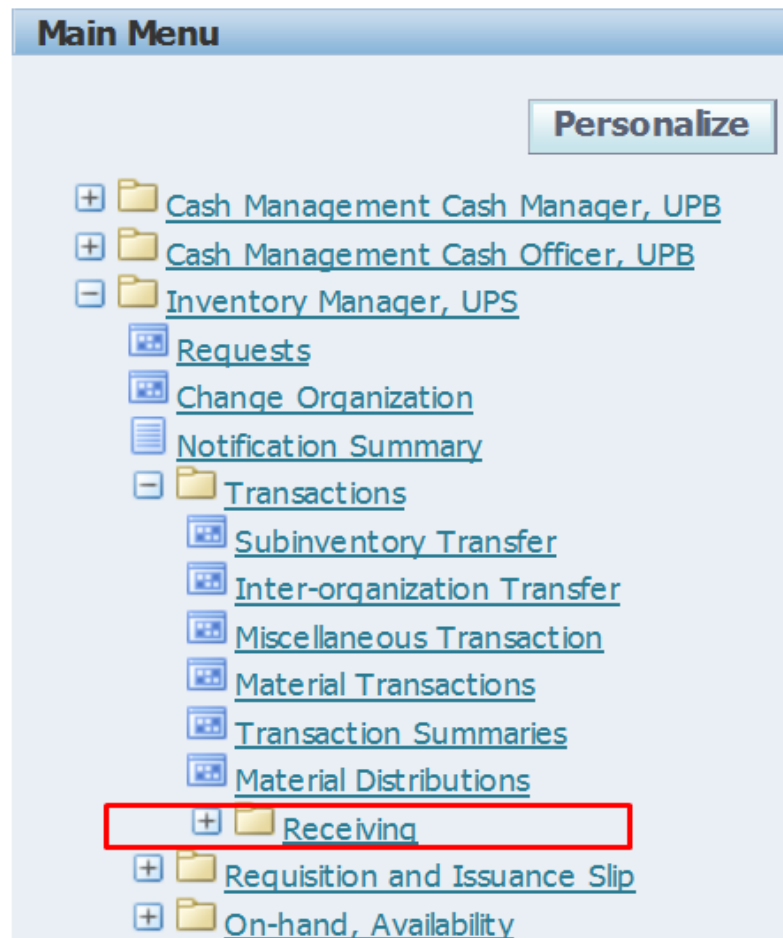 Main Menu
Personalize
Cash Management Cash Manager, UPB
Cash Management Cash Officer, UPB
Inventory Manager, UPS
Requests
Change Organization
Notification Summary
Transactions
Subinventory Transfer
Inter-organization Transfer
Miscellaneous Transaction
Material Transactions
Transaction Summaries
Material Distributions
Receiving
Requisition and Issuance Slip
On-hand, Availability